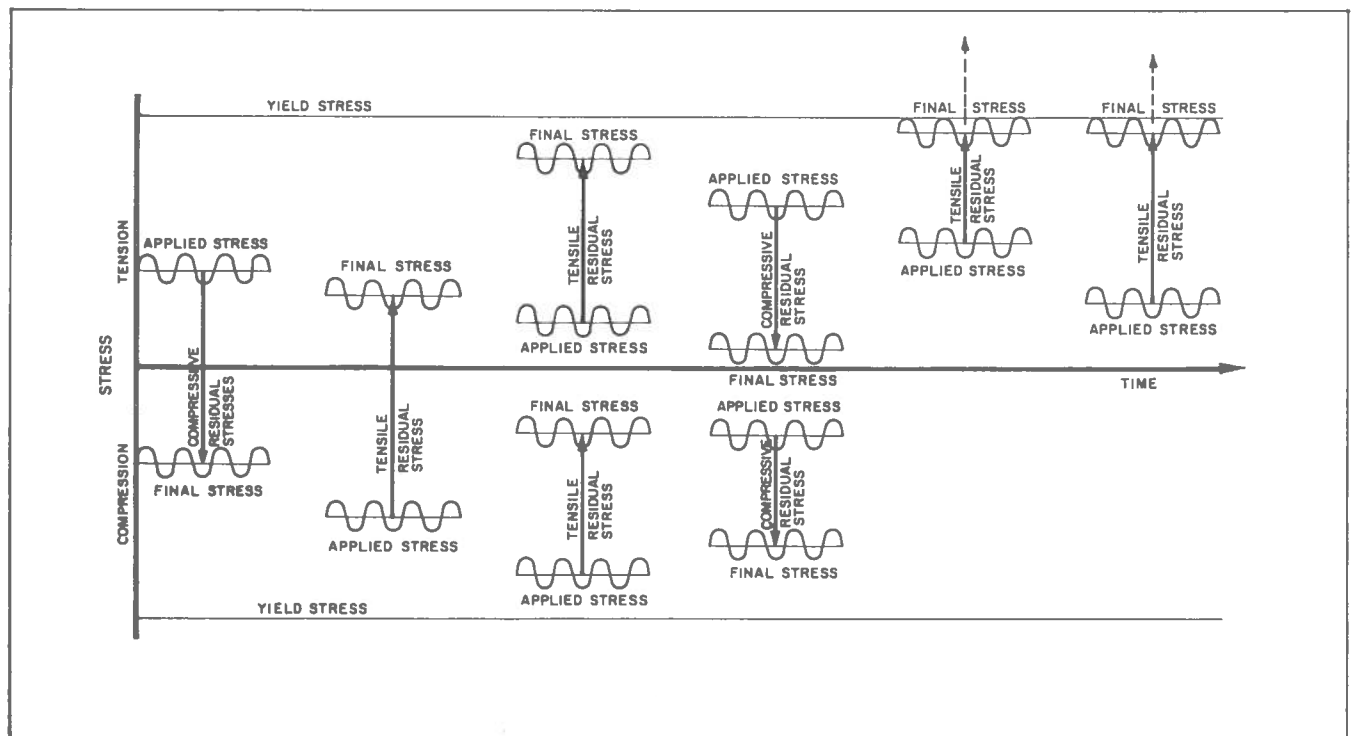 YIELD STRESS
FINAL STRESS
FINAL STRESS
FINAL STRESS
APPLIED STRESS
TENSILE
RESIDUAL
STRESS
TENSILE
RESIDUAL
STRESS
TENSION
APPLIED STRESS
FINAL STRESS
TENSILE
RESIDUAL
STRESS
COMPRESSIVE
RESIDUAL
STRESS
APPLIED STRESS
APPLIED STRESS
APPLIED STRESS
STRESS
COMPRESSIVE
RESIDUAL
STRESSES
FINAL STRESS
TIME
FINAL STRESS
APPLIED STRESS
COMPRESSION
FINAL STRESS
TENSILE
RESIDUAL
STRESS
TENSILE
RESIDUAL
STRESS
COMPRESSIVE
RESIDUAL
STRESS
APPLIED STRESS
FINAL STRESS
APPLIED STRESS
YIELD STRESS